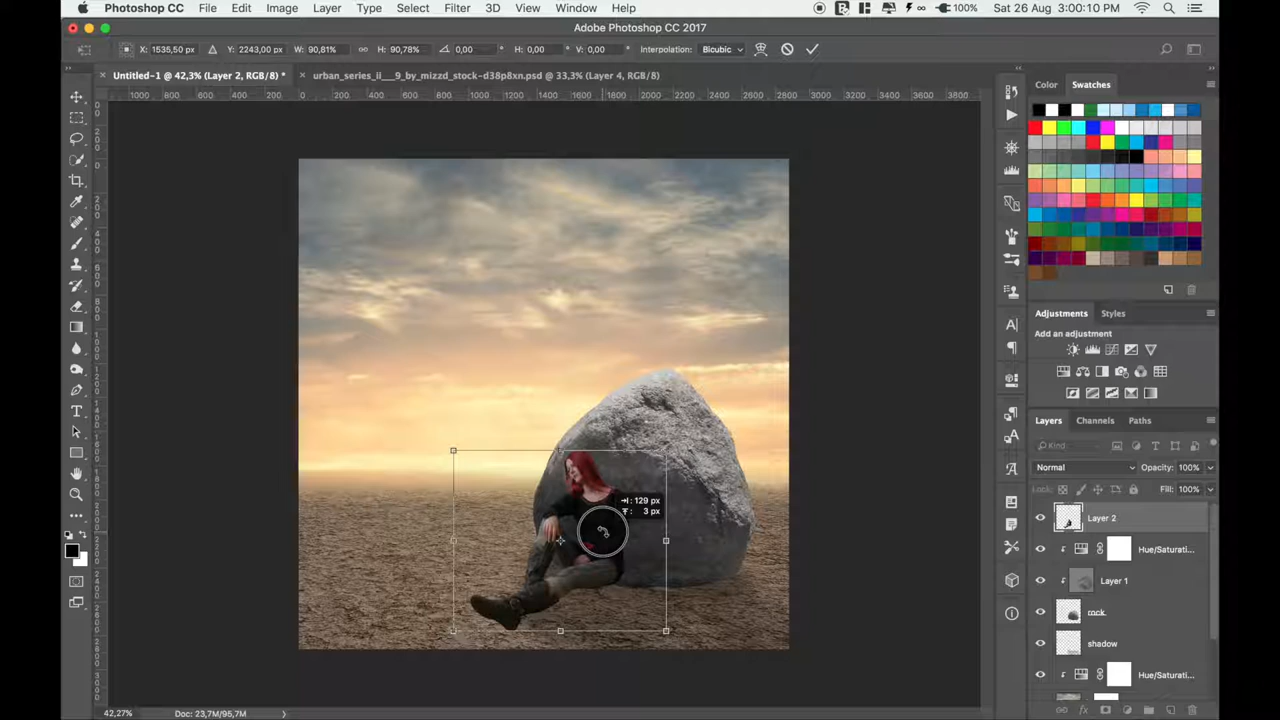 Photoshop CC File Edit Image Layer Type Select Filter 3D View Window Help 100% Sat 26 Aug 3:00:10 PM
Adobe Photoshop CC 2017
X: 1535,50 px Y: 2243,00 px W: 90,81% H: 90,78% 0,00 H: 0,00 V: 0,00 Interpolation: Bicubic
Untitled-1 @ 42,3% (Layer 2, RGB/8) * urban_series_ii___9_by_mizzd_stock-d38p8xn.psd @ 33,3% (Layer 4, RGB/8)
1000 800 600 400 200 0 200 400 600 800 1000 1200 1400 1600 1800 2000 2200 2400 2600 2800 3000 3200 3400 3600 3800
Color Swatches
Adjustments Styles
Add an adjustment
Layers Channels Paths
Kind
Normal Opacity: 100%
Lock: Fill: 100%
Layer 2
Hue/Saturati...
Layer 1
rock
shadow
Hue/Saturati...
129 px
3 px
42,27% Doc: 23,7M/95,7M